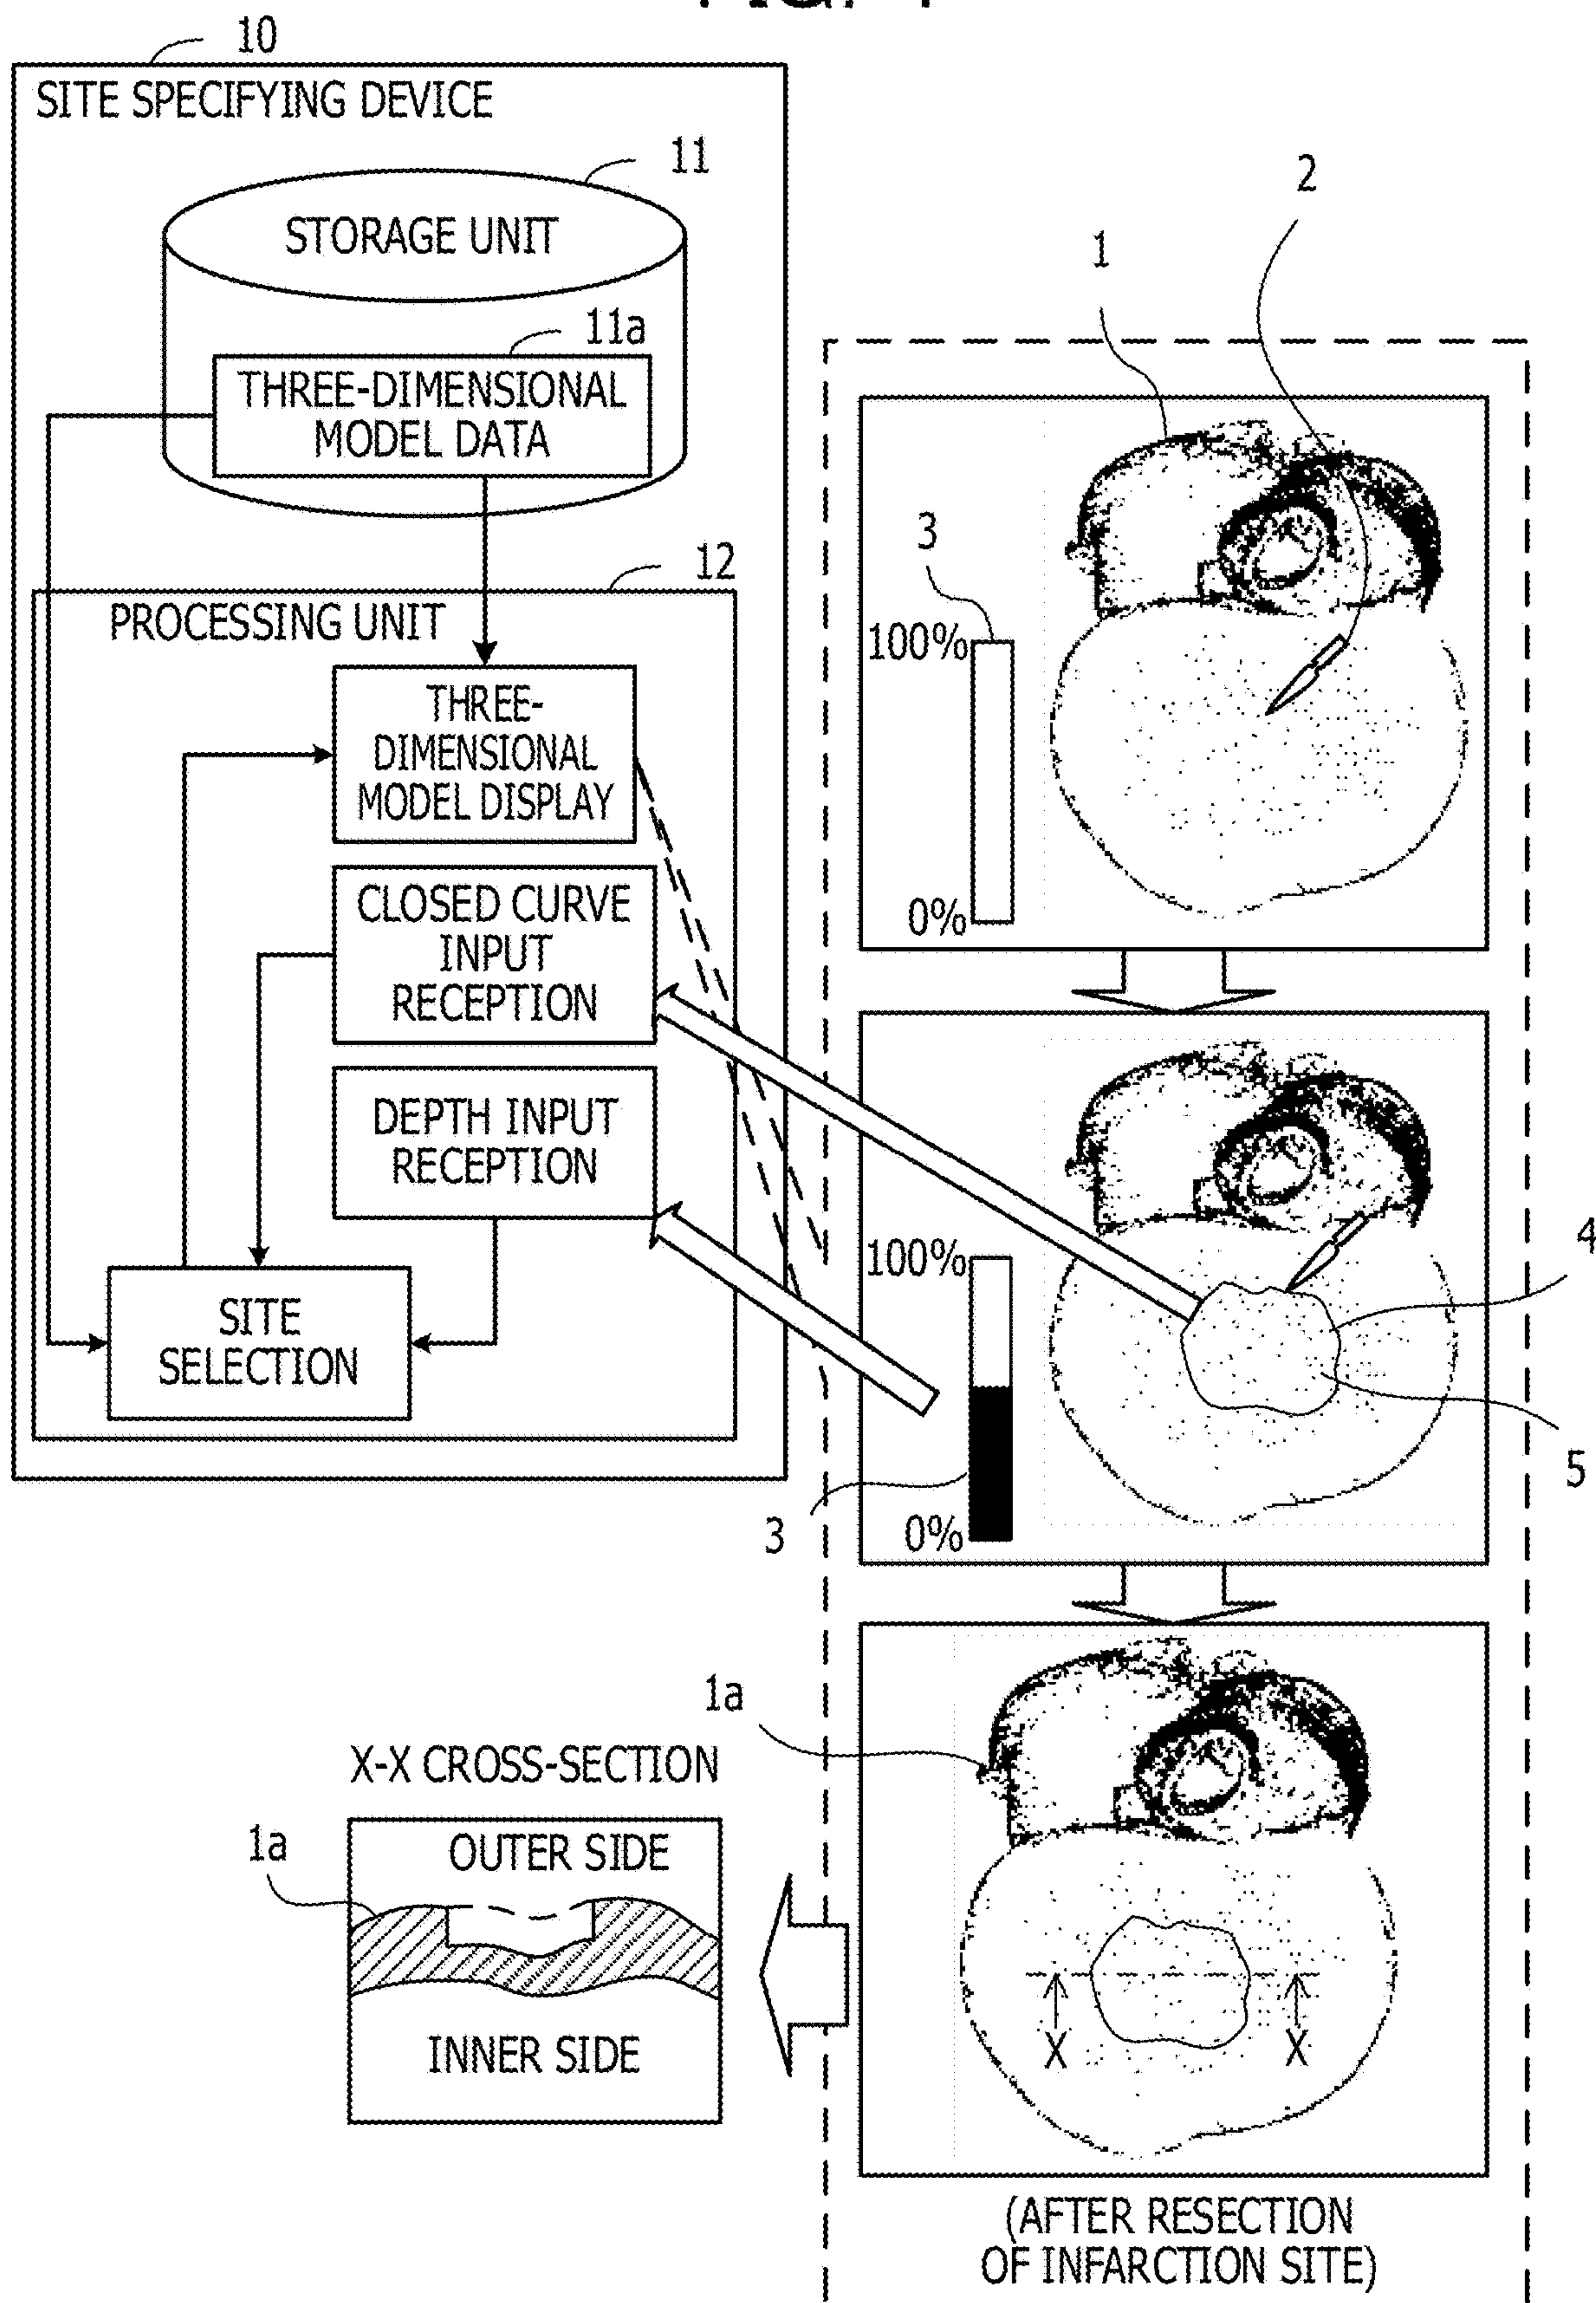 10
SITE SPECIFYING DEVICE
11
STORAGE UNIT
11a
THREE-DIMENSIONAL
MODEL DATA
12
PROCESSING UNIT
THREE-
DIMENSIONAL
MODEL DISPLAY
CLOSED CURVE
INPUT
RECEPTION
DEPTH INPUT
RECEPTION
SITE
SELECTION
1
2
3
100%
0%
100%
0%
3
4
5
1a
X
X
(AFTER RESECTION
OF INFARCTION SITE)
X-X CROSS-SECTION
1a
OUTER SIDE
INNER SIDE